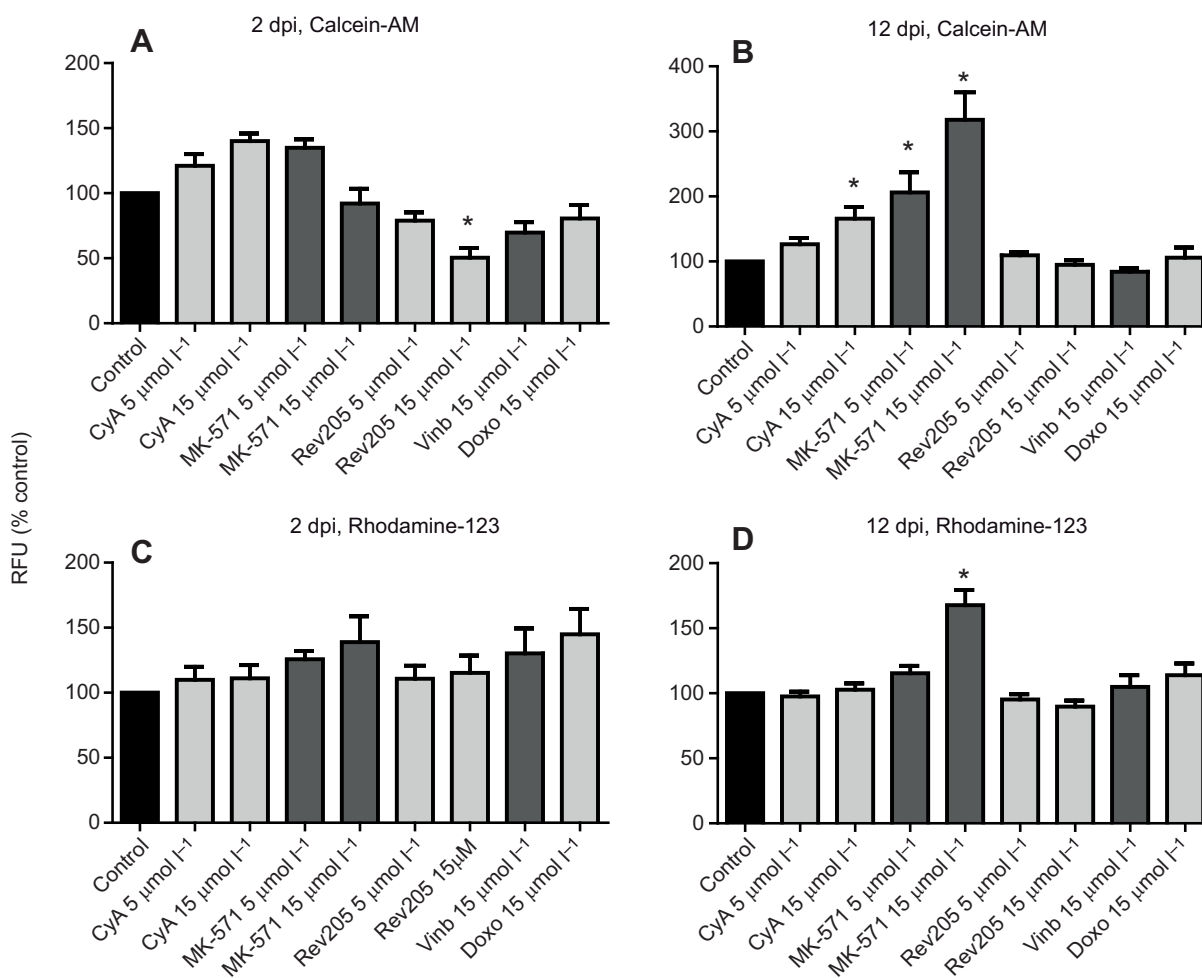 RFU (% control)
A
2 dpi, Calcein-AM
200
150
100
50
0
*
Control
CyA 5 μmol l⁻¹
CyA 15 μmol l⁻¹
MK-571 5 μmol l⁻¹
MK-571 15 μmol l⁻¹
Rev205 5 μmol l⁻¹
Rev205 15 μmol l⁻¹
Vinb 15 μmol l⁻¹
Doxo 15 μmol l⁻¹
B
12 dpi, Calcein-AM
400
300
200
100
0
*
*
*
Control
CyA 5 μmol l⁻¹
CyA 15 μmol l⁻¹
MK-571 5 μmol l⁻¹
MK-571 15 μmol l⁻¹
Rev205 5 μmol l⁻¹
Rev205 15 μmol l⁻¹
Vinb 15 μmol l⁻¹
Doxo 15 μmol l⁻¹
C
2 dpi, Rhodamine-123
200
150
100
50
0
Control
CyA 5 μmol l⁻¹
CyA 15 μmol l⁻¹
MK-571 5 μmol l⁻¹
MK-571 15 μmol l⁻¹
Rev205 5 μmol l⁻¹
Rev205 15μM
Vinb 15 μmol l⁻¹
Doxo 15 μmol l⁻¹
D
12 dpi, Rhodamine-123
200
150
100
50
0
*
Control
CyA 5 μmol l⁻¹
CyA 15 μmol l⁻¹
MK-571 5 μmol l⁻¹
MK-571 15 μmol l⁻¹
Rev205 5 μmol l⁻¹
Rev205 15 μmol l⁻¹
Vinb 15 μmol l⁻¹
Doxo 15 μmol l⁻¹